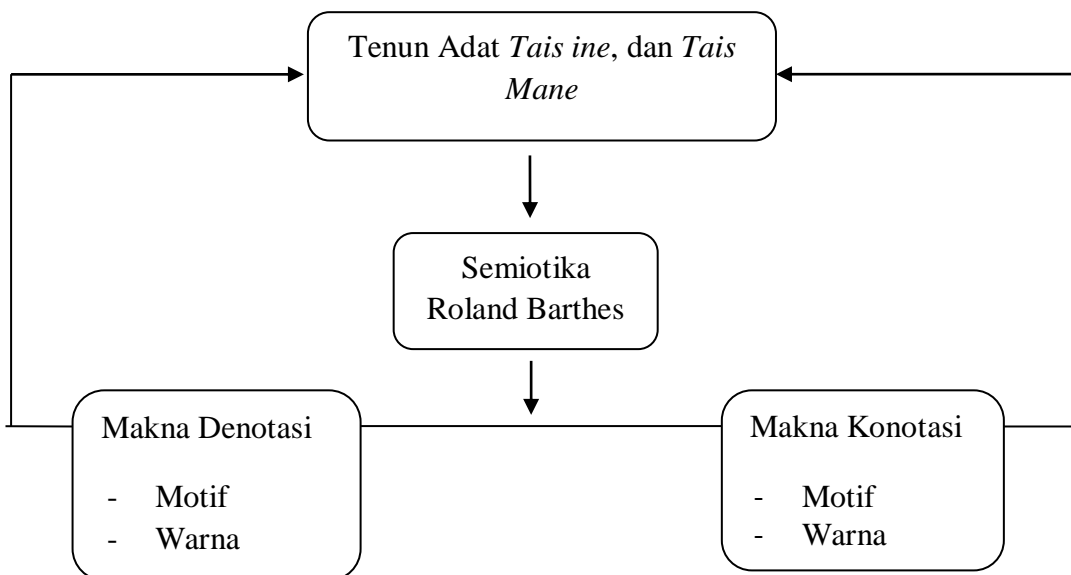 Tenun Adat Tais ine, dan Tais
Mane
Semiotika
Roland Barthes
Makna Denotasi
- Motif
- Warna
Makna Konotasi
- Motif
- Warna